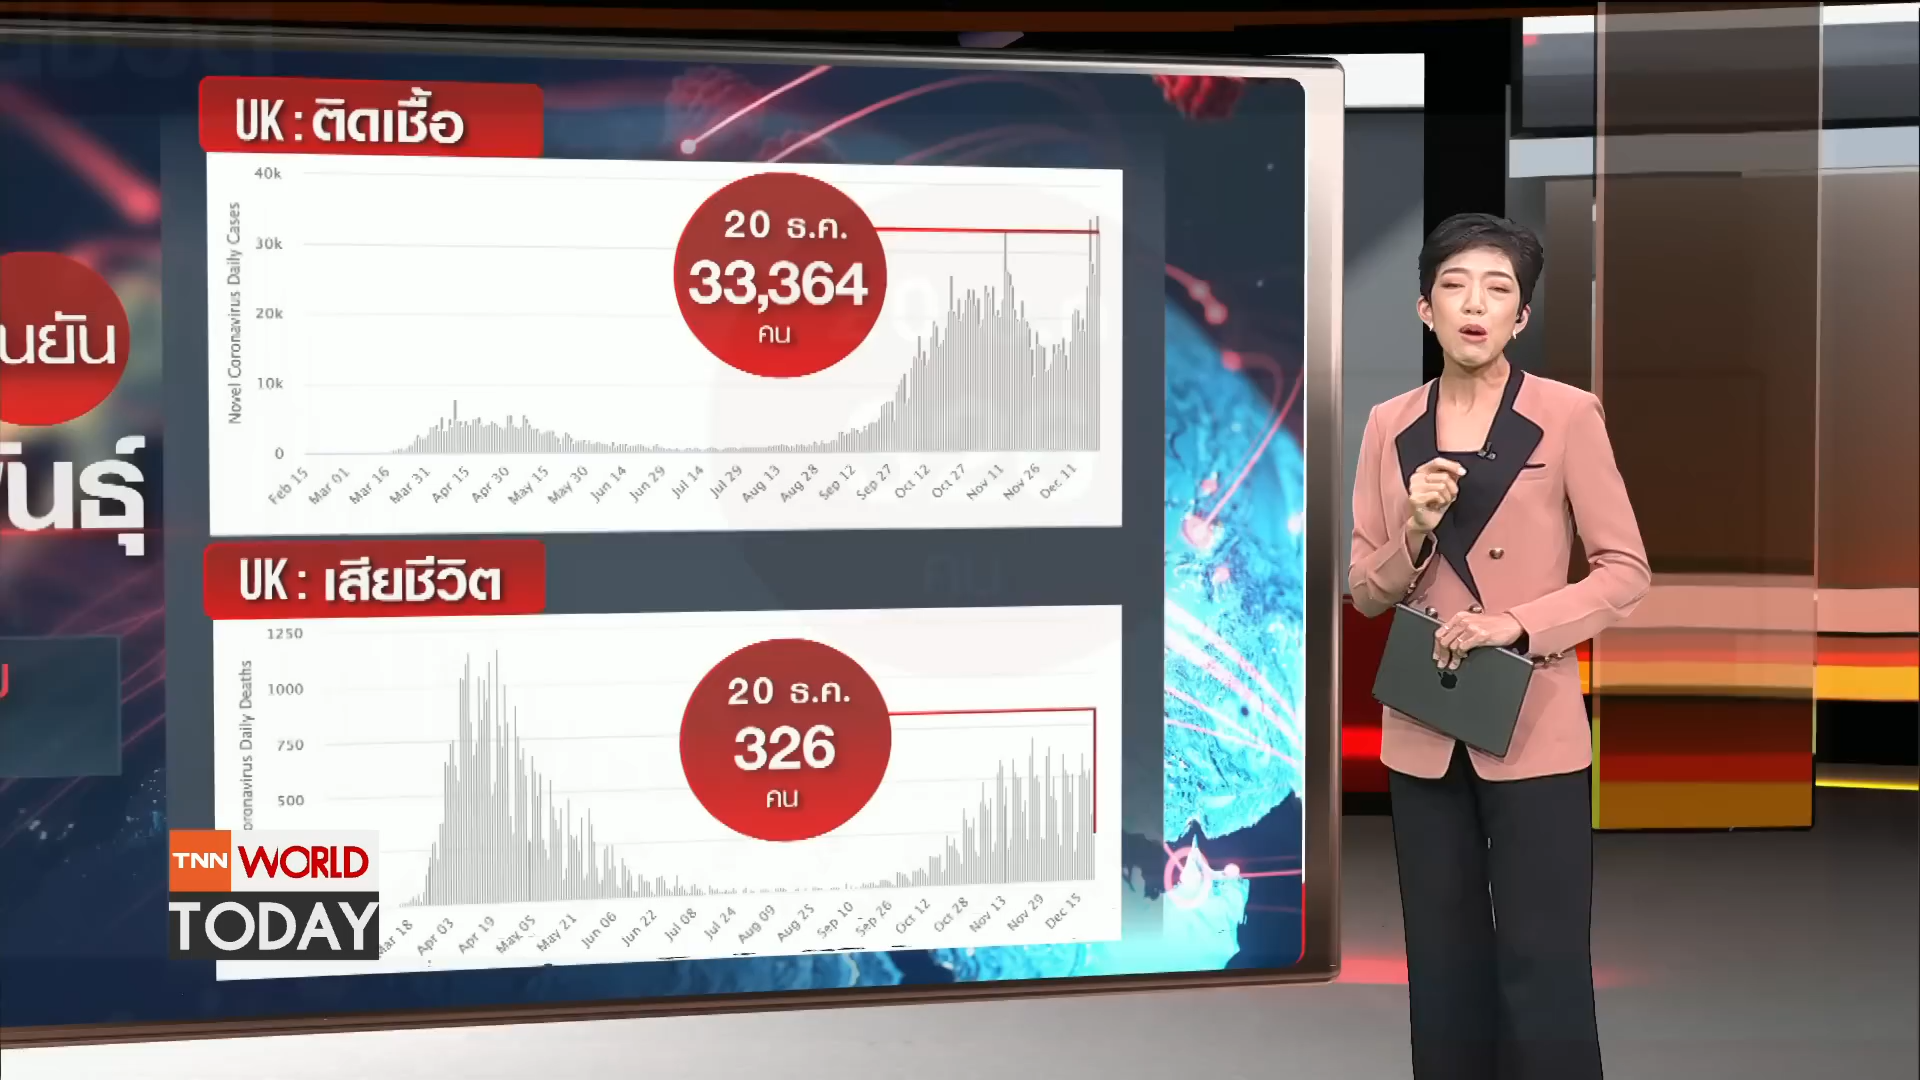 UK : ติดเชื้อ
40k
30k
20k
10k
0
Novel Coronavirus Daily Cases
20 ธ.ค.
33,364
คน
Feb 15
Mar 01
Mar 16
Mar 31
Apr 15
Apr 30
May 15
May 30
Jun 14
Jun 29
Jul 14
Jul 29
Aug 13
Aug 28
Sep 12
Sep 27
Oct 12
Oct 27
Nov 11
Nov 26
Dec 11
นยัน
ันธุ์
UK : เสียชีวิต
1250
1000
750
500
oronavirus Daily Deaths
20 ธ.ค.
326
คน
Mar 18
Apr 03
Apr 19
May 05
May 21
Jun 06
Jun 22
Jul 08
Jul 24
Aug 09
Aug 25
Sep 10
Sep 26
Oct 12
Oct 28
Nov 13
Nov 29
Dec 15
TNN WORLD
TODAY